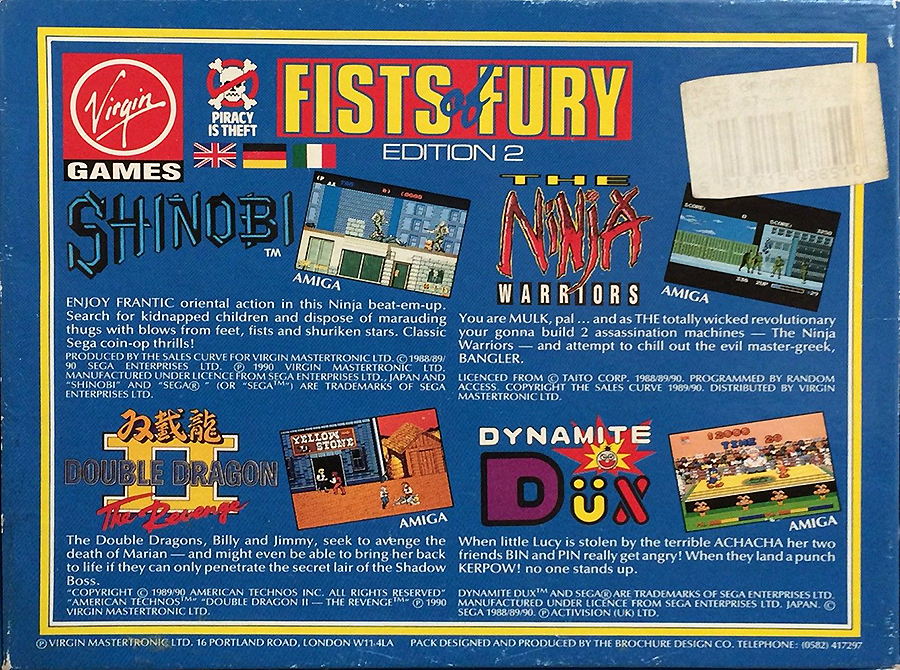 Virgin
GAMES
PIRACY
IS THEFT
FISTS of FURY
EDITION 2
SHINOBI
TM
AMIGA
ENJOY FRANTIC oriental action in this Ninja beat-em-up.
Search for kidnapped children and dispose of marauding
thugs with blows from feet, fists and shuriken stars. Classic
Sega coin-op thrills!
PRODUCED BY THE SALES CURVE FOR VIRGIN MASTERTRONIC LTD. © 1988/89/
90 SEGA ENTERPRISES LTD. Ⓟ 1990 VIRGIN MASTERTRONIC LTD.
MANUFACTURED UNDER LICENCE FROM SEGA ENTERPRISES LTD., JAPAN AND
"SHINOBI" AND "SEGA® " (OR "SEGA™") ARE TRADEMARKS OF SEGA
ENTERPRISES LTD.
THE
NINJA
WARRIORS
SCORE:
0
SCORE:
3250
AMIGA
You are MULK, pal ... and as THE totally wicked revolutionary
your gonna build 2 assassination machines — The Ninja
Warriors — and attempt to chill out the evil master-greek,
BANGLER.
LICENCED FROM © TAITO CORP. 1988/89/90. PROGRAMMED BY RANDOM
ACCESS. COPYRIGHT THE SALES CURVE 1989/90. DISTRIBUTED BY VIRGIN
MASTERTRONIC LTD.
双截龍
II
DOUBLE DRAGON
The Revenge
YELLOW
STONE
AMIGA
The Double Dragons, Billy and Jimmy, seek to avenge the
death of Marian — and might even be able to bring her back
to life if they can only penetrate the secret lair of the Shadow
Boss.
"COPYRIGHT © 1989/90 AMERICAN TECHNOS INC. ALL RIGHTS RESERVED"
"AMERICAN TECHNOS™" "DOUBLE DRAGON II — THE REVENGE™" Ⓟ 1990
VIRGIN MASTERTRONIC LTD.
DYNAMITE
DÜX
TIME 20
AMIGA
When little Lucy is stolen by the terrible ACHACHA her two
friends BIN and PIN really get angry! When they land a punch
KERPOW! no one stands up.
DYNAMITE DUX™ AND SEGA® ARE TRADEMARKS OF SEGA ENTERPRISES LTD.
MANUFACTURED UNDER LICENCE FROM SEGA ENTERPRISES LTD. JAPAN. ©
SEGA 1988/89/90. Ⓟ ACTIVISION (UK) LTD.
Ⓟ VIRGIN MASTERTRONIC LTD. 16 PORTLAND ROAD, LONDON W11 4LA PACK DESIGNED AND PRODUCED BY THE BROCHURE DESIGN CO. TELEPHONE: (0582) 417297